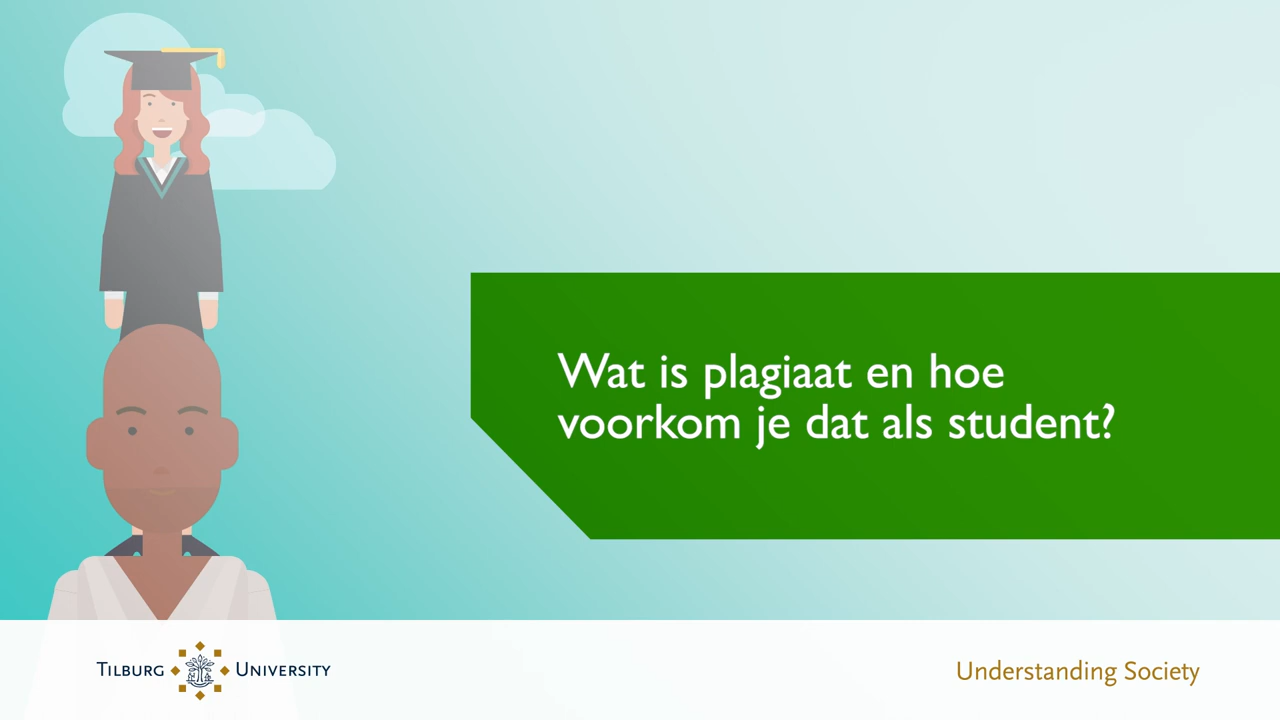 Wat is plagiaat en hoe
voorkom je dat als student?
TILBURG UNIVERSITY
Understanding Society